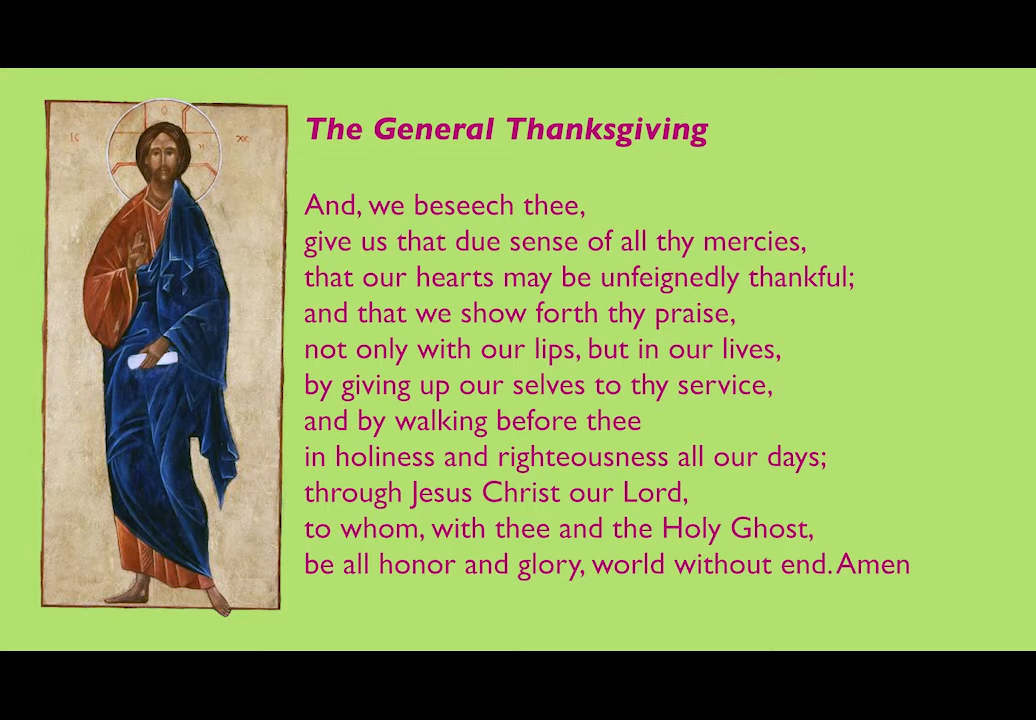 IC
XC
The General Thanksgiving
And, we beseech thee,
give us that due sense of all thy mercies,
that our hearts may be unfeignedly thankful;
and that we show forth thy praise,
not only with our lips, but in our lives,
by giving up our selves to thy service,
and by walking before thee
in holiness and righteousness all our days;
through Jesus Christ our Lord,
to whom, with thee and the Holy Ghost,
be all honor and glory, world without end. Amen